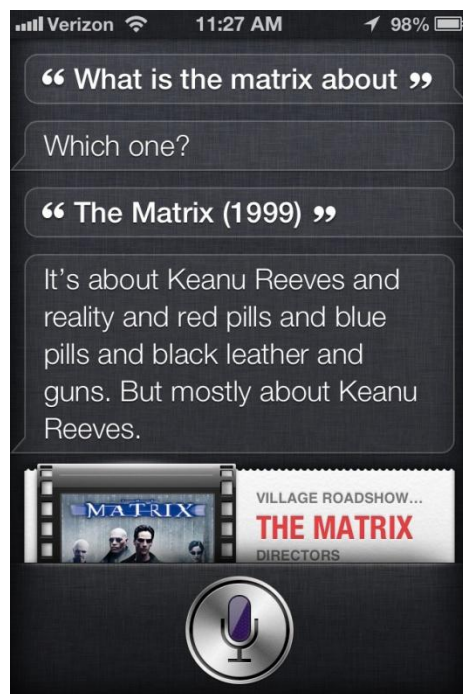 Verizon 11:27 AM 98%
“ What is the matrix about ”
Which one?
“ The Matrix (1999) ”
It’s about Keanu Reeves and
reality and red pills and blue
pills and black leather and
guns. But mostly about Keanu
Reeves.
MATRIX
VILLAGE ROADSHOW...
THE MATRIX
DIRECTORS